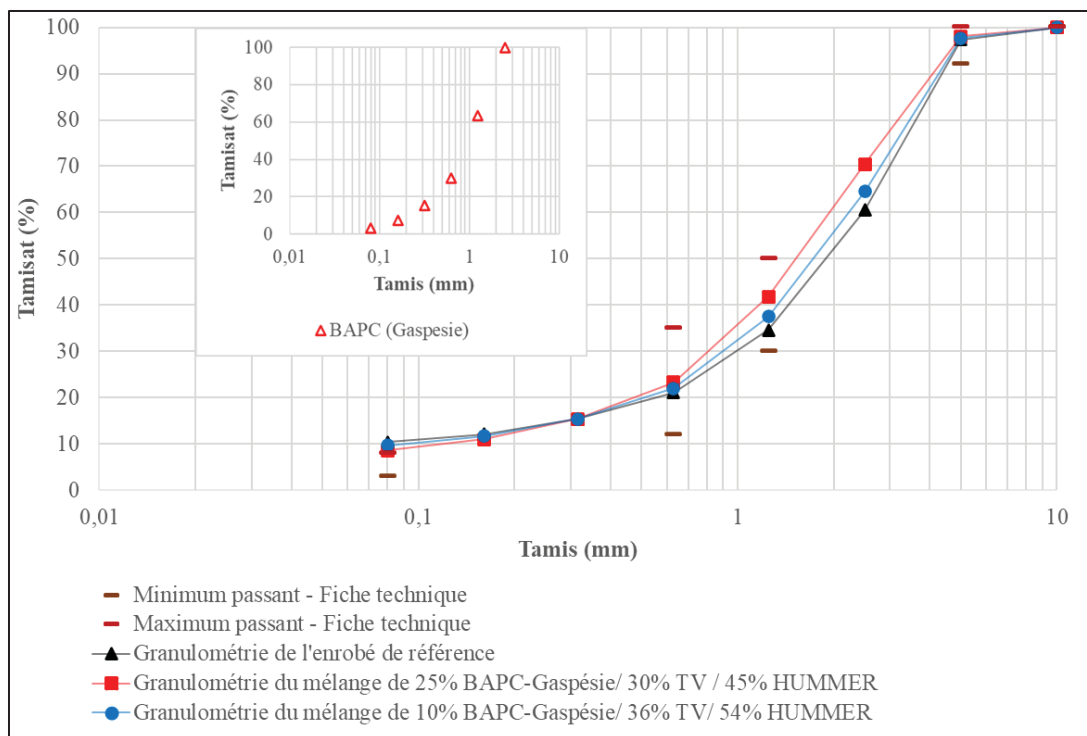 100
90
80
70
60
50
40
30
20
10
0
Tamisat (%)
0,01
0,1
1
10
Tamis (mm)
100
80
60
40
20
0
Tamisat (%)
0,01
0,1
1
10
Tamis (mm)
BAPC (Gaspesie)
Minimum passant - Fiche technique
Maximum passant - Fiche technique
Granulométrie de l'enrobé de référence
Granulométrie du mélange de 25% BAPC-Gaspésie/ 30% TV / 45% HUMMER
Granulométrie du mélange de 10% BAPC-Gaspésie/ 36% TV/ 54% HUMMER